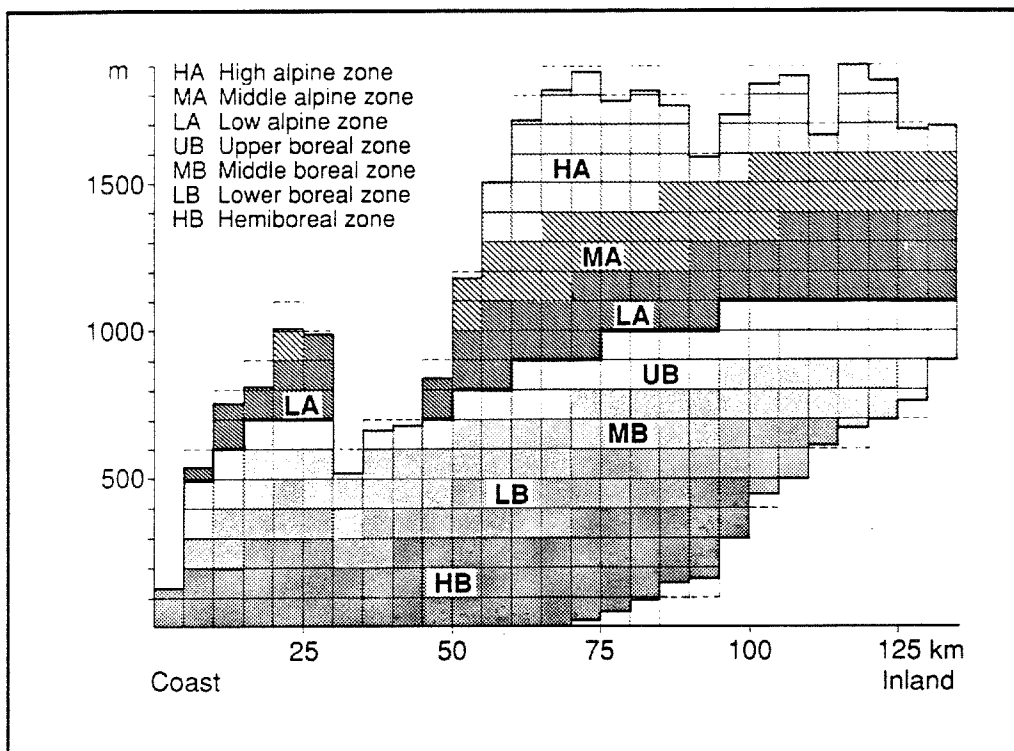 m
HA High alpine zone
MA Middle alpine zone
LA Low alpine zone
UB Upper boreal zone
MB Middle boreal zone
LB Lower boreal zone
HB Hemiboreal zone
1500
1000
500
HA
MA
LA
LA
UB
MB
LB
HB
25 50 75 100 125 km
Coast Inland